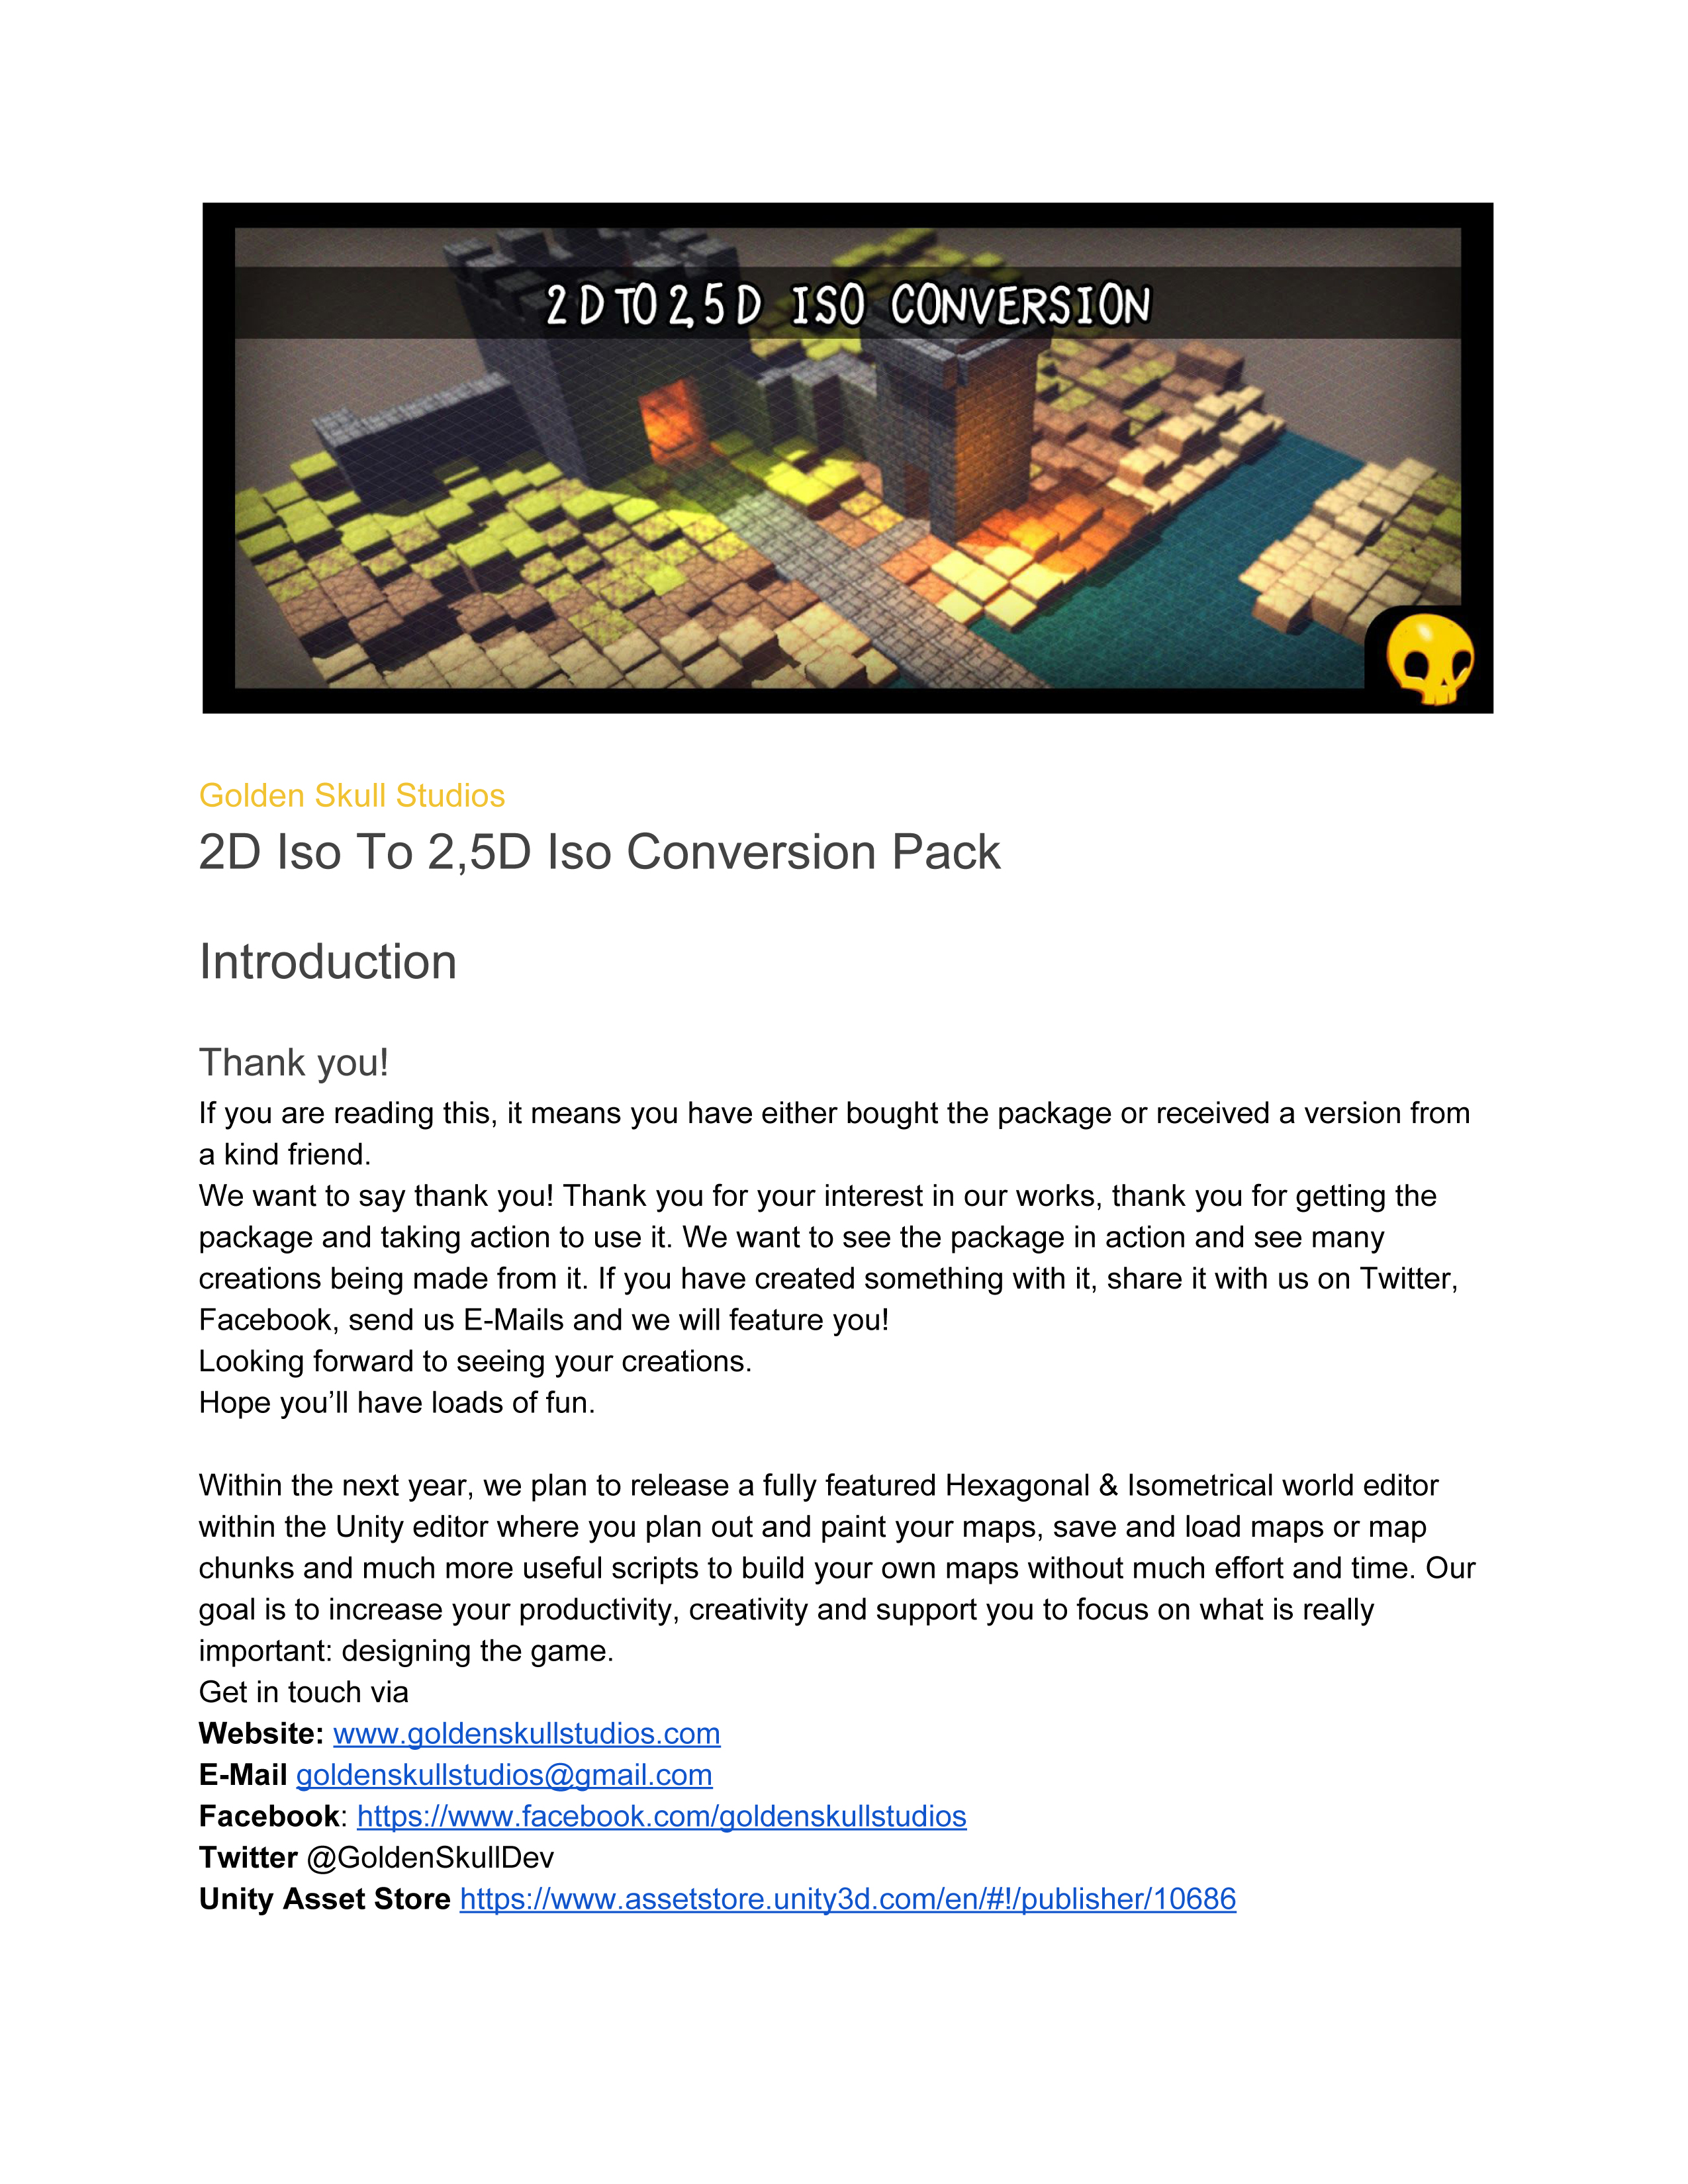 2D TO 2,5D ISO CONVERSION
Golden Skull Studios
2D Iso To 2,5D Iso Conversion Pack
Introduction
Thank you!
If you are reading this, it means you have either bought the package or received a version from
a kind friend.
We want to say thank you! Thank you for your interest in our works, thank you for getting the
package and taking action to use it. We want to see the package in action and see many
creations being made from it. If you have created something with it, share it with us on Twitter,
Facebook, send us E-Mails and we will feature you!
Looking forward to seeing your creations.
Hope you’ll have loads of fun.
Within the next year, we plan to release a fully featured Hexagonal & Isometrical world editor
within the Unity editor where you plan out and paint your maps, save and load maps or map
chunks and much more useful scripts to build your own maps without much effort and time. Our
goal is to increase your productivity, creativity and support you to focus on what is really
important: designing the game.
Get in touch via
Website: www.goldenskullstudios.com
E-Mail goldenskullstudios@gmail.com
Facebook: https://www.facebook.com/goldenskullstudios
Twitter @GoldenSkullDev
Unity Asset Store https://www.assetstore.unity3d.com/en/#!/publisher/10686